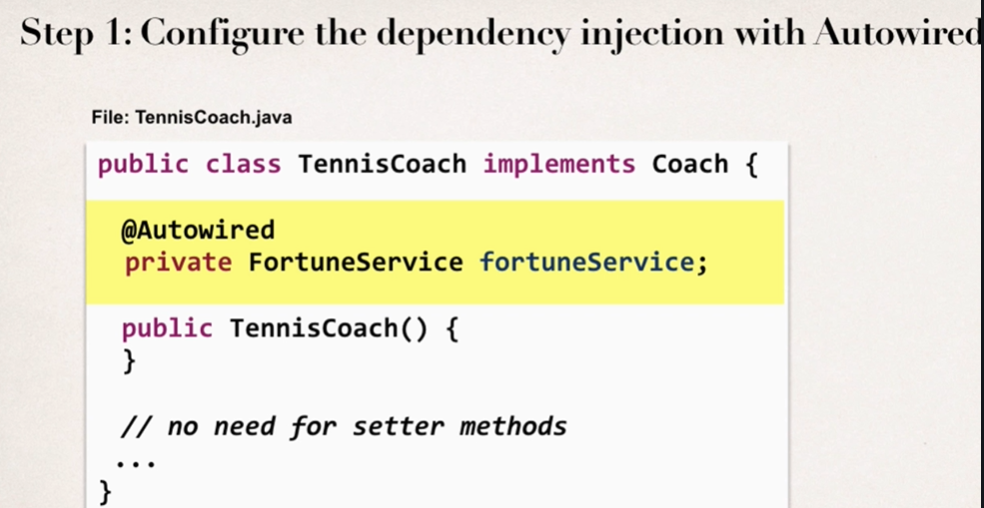 Step 1: Configure the dependency injection with Autowired
File: TennisCoach.java
public class TennisCoach implements Coach {
@Autowired
private FortuneService fortuneService;
public TennisCoach() {
}
// no need for setter methods
...
}